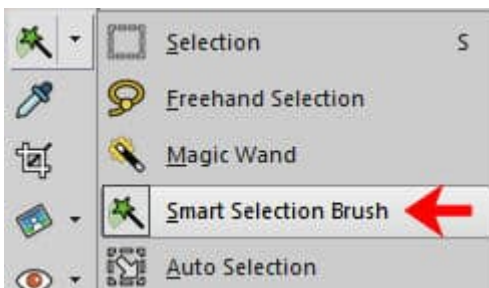 Selection S
Freehand Selection
Magic Wand
Smart Selection Brush
Auto Selection